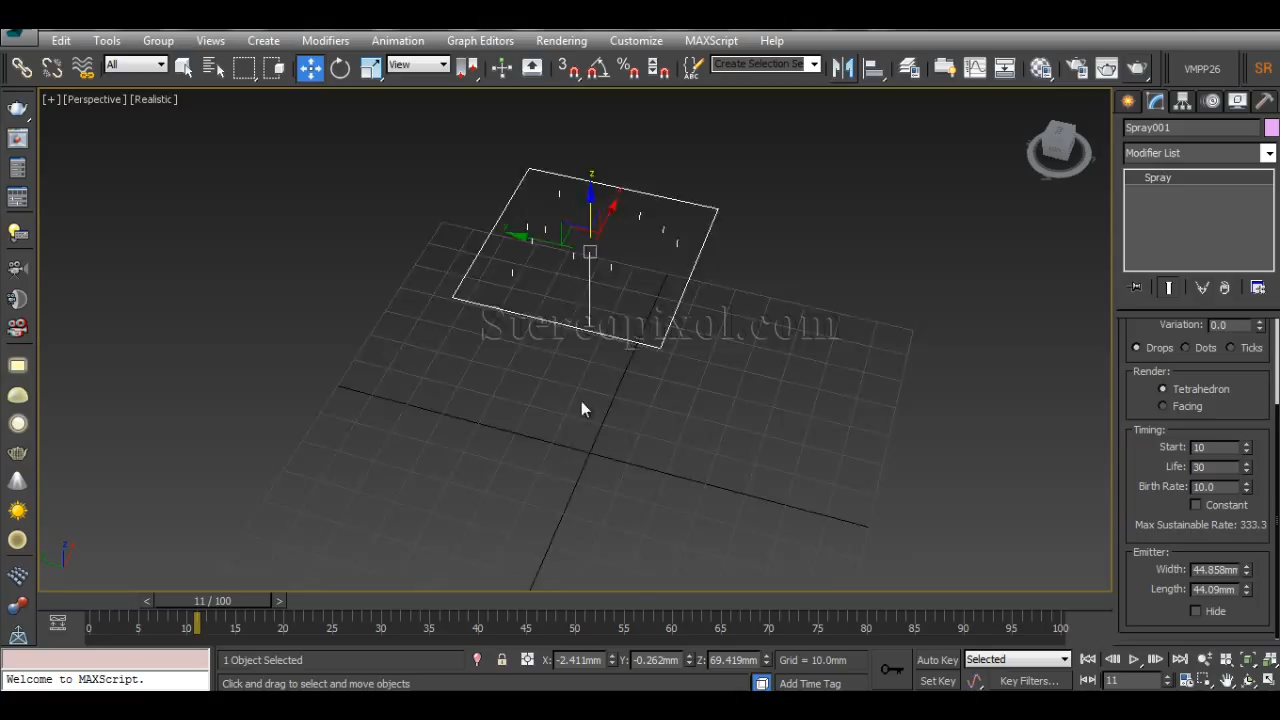 Edit Tools Group Views Create Modifiers Animation Graph Editors Rendering Customize MAXScript Help
All View Create Selection Se VMPP26 SR
[+] [Perspective ] [Realistic ]
Spray001
Modifier List
Spray
z
Stereopixol.com
Variation: 0.0
Drops Dots Ticks
Render:
Tetrahedron
Facing
Timing:
Start: 10
Life: 30
Birth Rate: 10.0
Constant
Max Sustainable Rate: 333.3
Emitter:
Width: 44.858mm
Length: 44.09mm
Hide
z
< 11 / 100 >
0 5 10 15 20 25 30 35 40 45 50 55 60 65 70 75 80 85 90 95 100
1 Object Selected X: -2.411mm Y: -0.262mm Z: 69.419mm Grid = 10.0mm Auto Key Selected
Welcome to MAXScript. Click and drag to select and move objects Add Time Tag Set Key Key Filters... 11